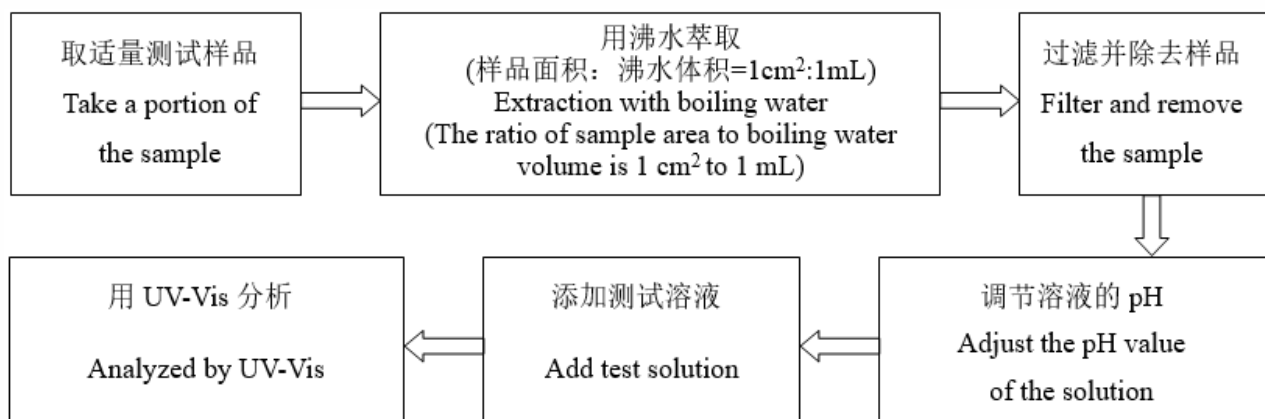 取适量测试样品
Take a portion of
the sample
用沸水萃取
(样品面积：沸水体积=1cm²:1mL)
Extraction with boiling water
(The ratio of sample area to boiling water
volume is 1 cm² to 1 mL)
过滤并除去样品
Filter and remove
the sample
调节溶液的 pH
Adjust the pH value
of the solution
添加测试溶液
Add test solution
用 UV-Vis 分析
Analyzed by UV-Vis